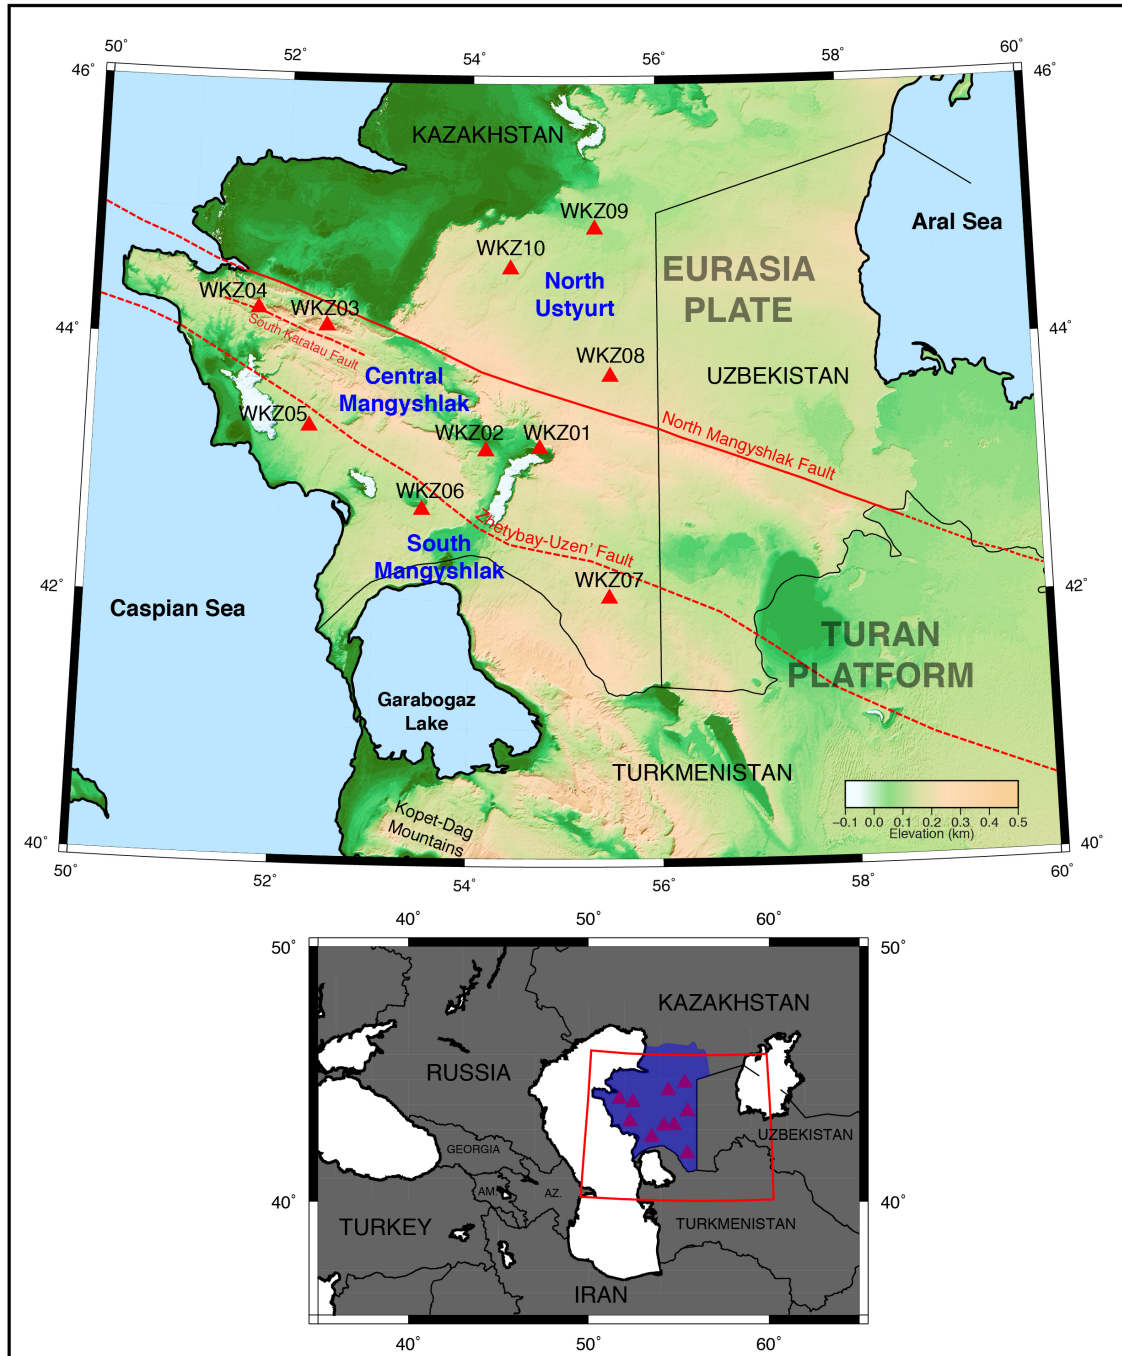 50° 52° 54° 56° 58° 60°
46° 46°
KAZAKHSTAN
WKZ09
Aral Sea
WKZ10
EURASIA
PLATE
North
Ustyurt
WKZ04
WKZ03
44° 44°
South Karatau Fault
WKZ08
Central
Mangyshlak
UZBEKISTAN
WKZ05
WKZ02 WKZ01
North Mangyshlak Fault
WKZ06
Zhetybay-Uzen' Fault
South
Mangyshlak
WKZ07
42° 42°
Caspian Sea
TURAN
PLATFORM
Garabogaz
Lake
TURKMENISTAN
Kopet-Dag
Mountains
−0.1 0.0 0.1 0.2 0.3 0.4 0.5
Elevation (km)
40° 40°
50° 52° 54° 56° 58° 60°
40° 50° 60°
50° 50°
KAZAKHSTAN
RUSSIA
UZBEKISTAN
GEORGIA
AM. AZ.
40° 40°
TURKEY
TURKMENISTAN
IRAN
40° 50° 60°